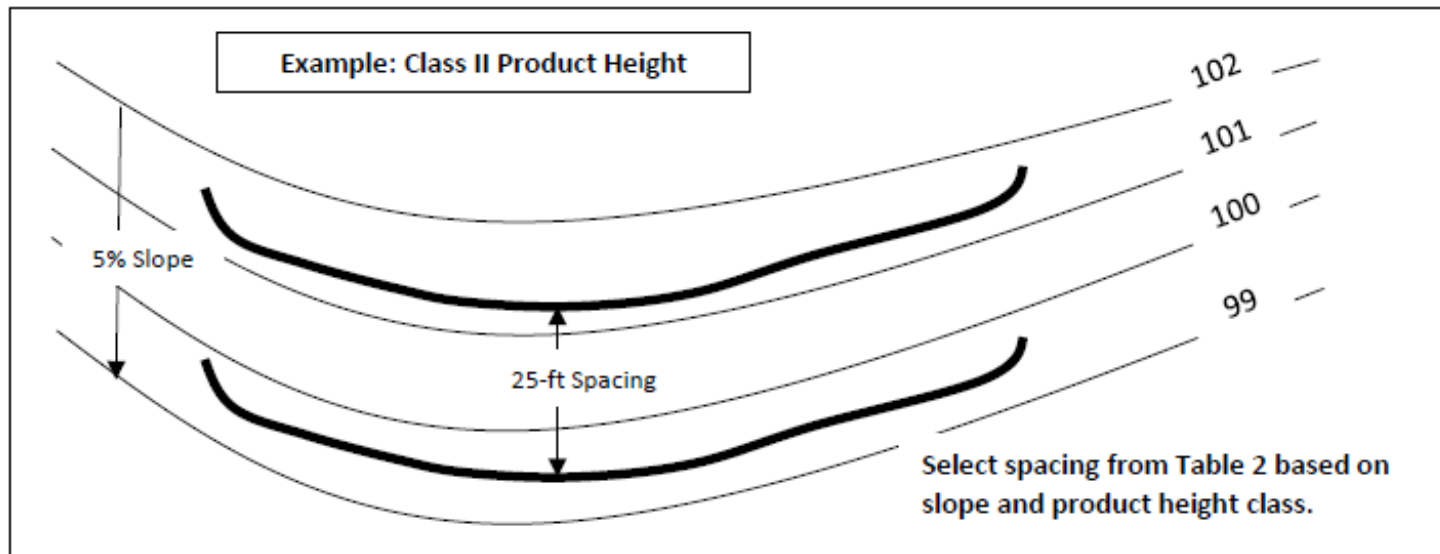 Example: Class II Product Height
102
101
100
5% Slope
99
25-ft Spacing
Select spacing from Table 2 based on
slope and product height class.